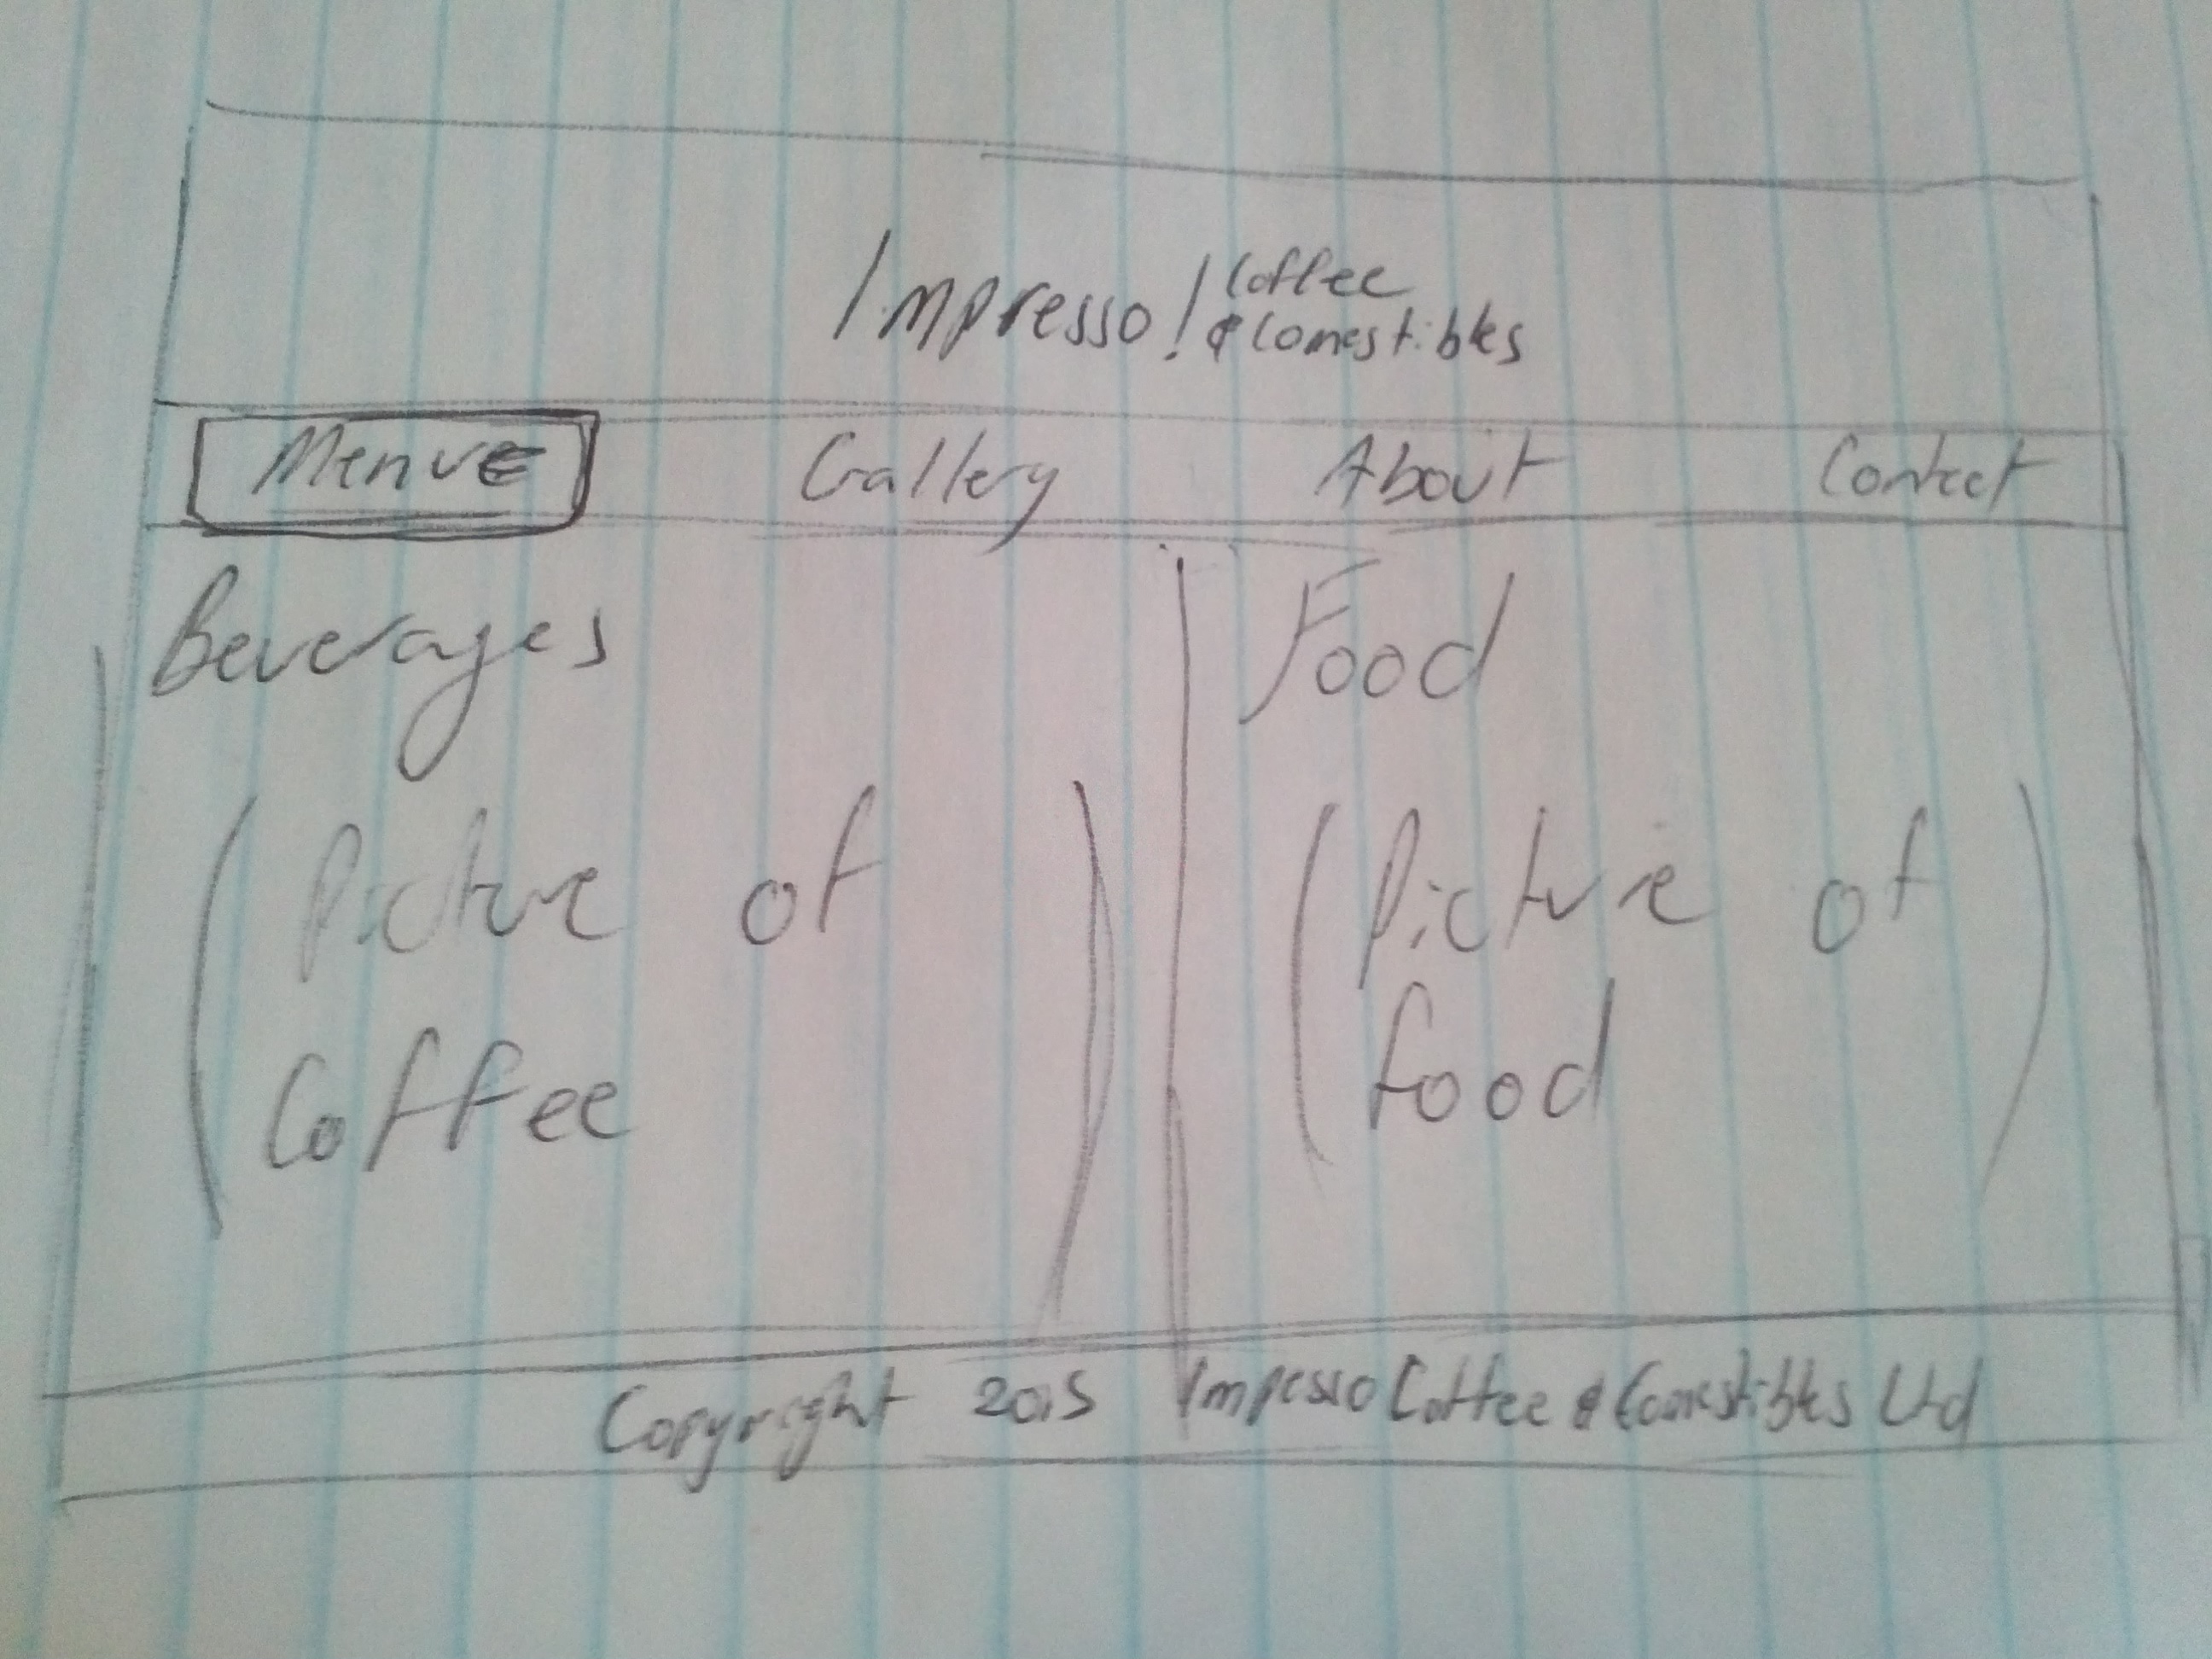 Impresso! Coffee
& Comestibles
Menue Gallery About Contact
Beverages Food
(Picture of Coffee)
(Picture of food)
Copyright 2015 Impesso Coffee & Comestibles Ltd